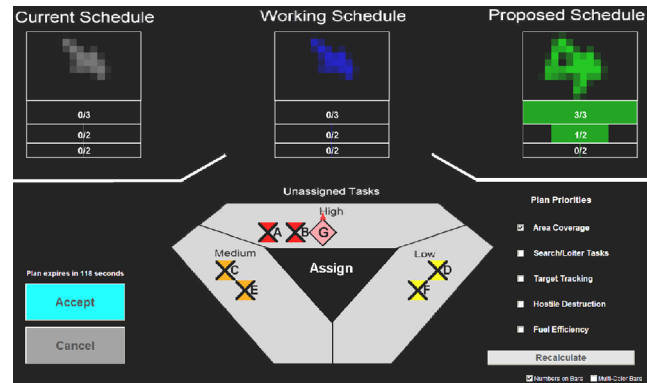 Current Schedule
Working Schedule
Proposed Schedule
0/3
0/2
0/2
0/3
0/2
0/2
3/3
1/2
0/2
Unassigned Tasks
High
A
B
G
Medium
C
E
Assign
Low
D
F
Plan expires in 118 seconds
Accept
Cancel
Plan Priorities
Area Coverage
Search/Loiter Tasks
Target Tracking
Hostile Destruction
Fuel Efficiency
Recalculate
Numbers on Bars
Multi-Color Bars